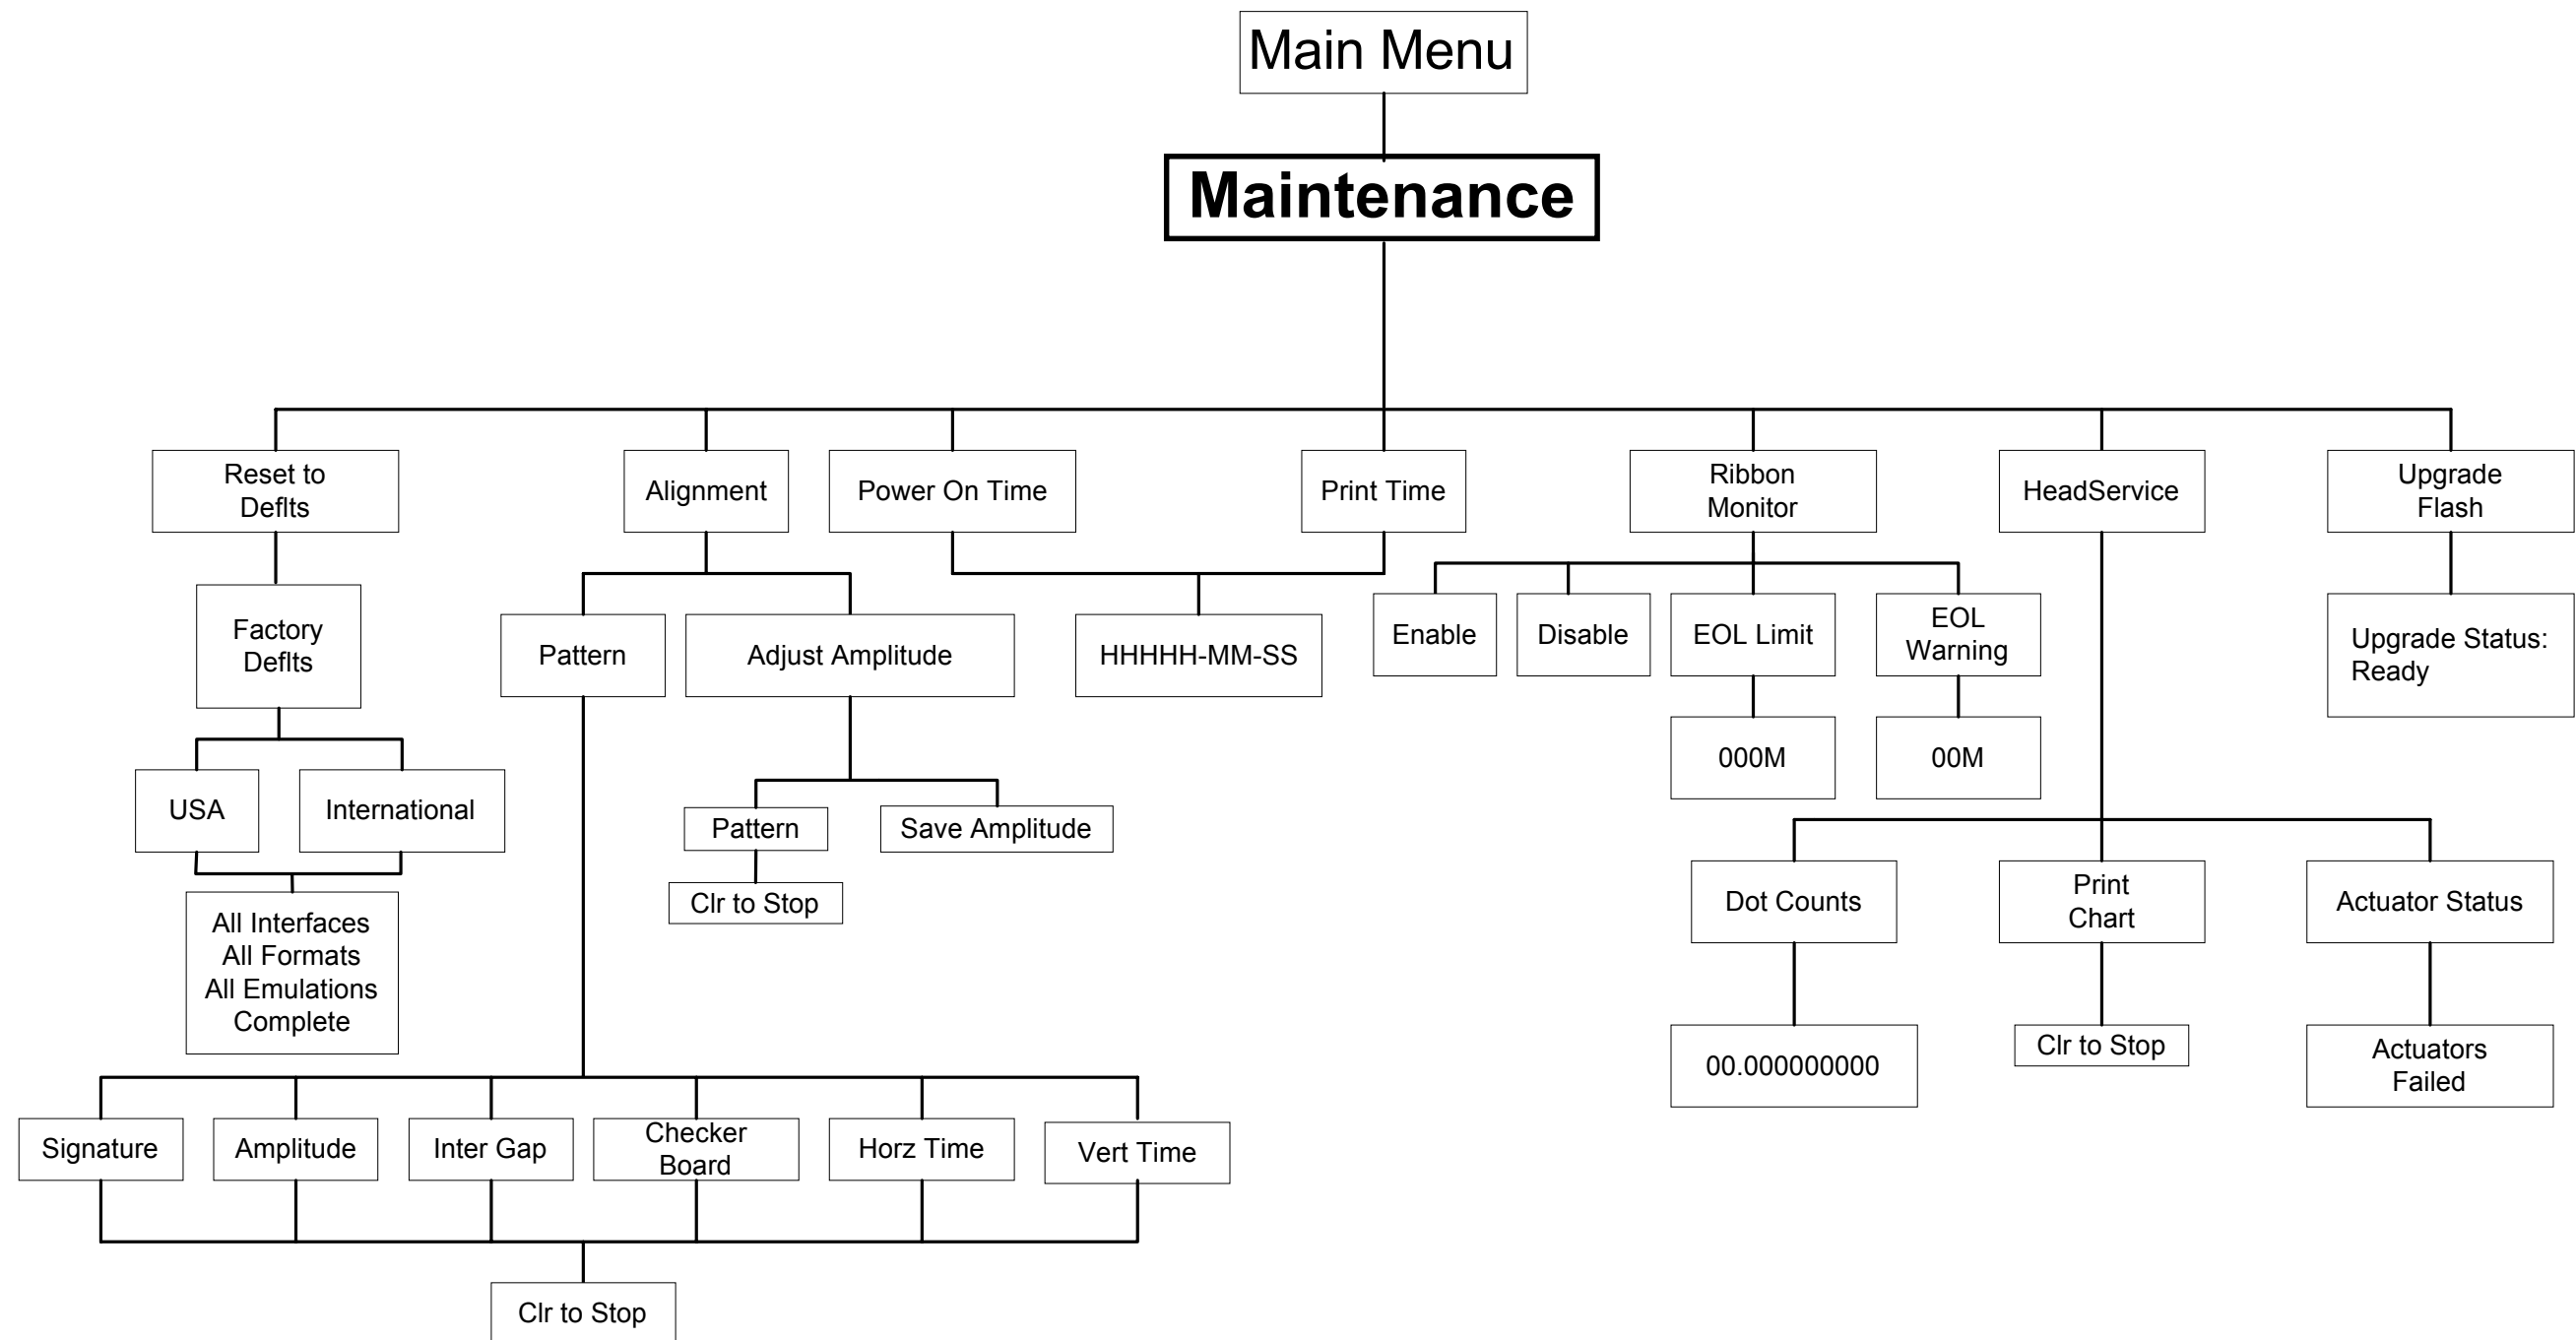 Main Menu
Maintenance
Reset to
Deflts
Alignment
Power On Time
Print Time
Ribbon
Monitor
HeadService
Upgrade
Flash
Factory
Deflts
Pattern
Adjust Amplitude
HHHHH-MM-SS
Enable
Disable
EOL Limit
EOL
Warning
Upgrade Status:
Ready
000M
00M
USA
International
Pattern
Save Amplitude
Clr to Stop
All Interfaces
All Formats
All Emulations
Complete
Dot Counts
Print
Chart
Actuator Status
00.000000000
Clr to Stop
Actuators
Failed
Signature
Amplitude
Inter Gap
Checker
Board
Horz Time
Vert Time
Clr to Stop